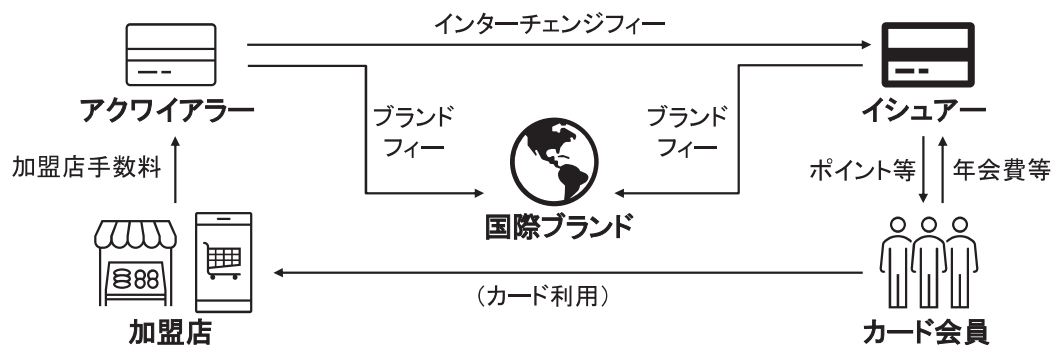 インターチェンジフィー
アクワイアラー
イシュアー
ブランド
フィー
ブランド
フィー
加盟店手数料
ポイント等
年会費等
国際ブランド
(カード利用)
加盟店
カード会員